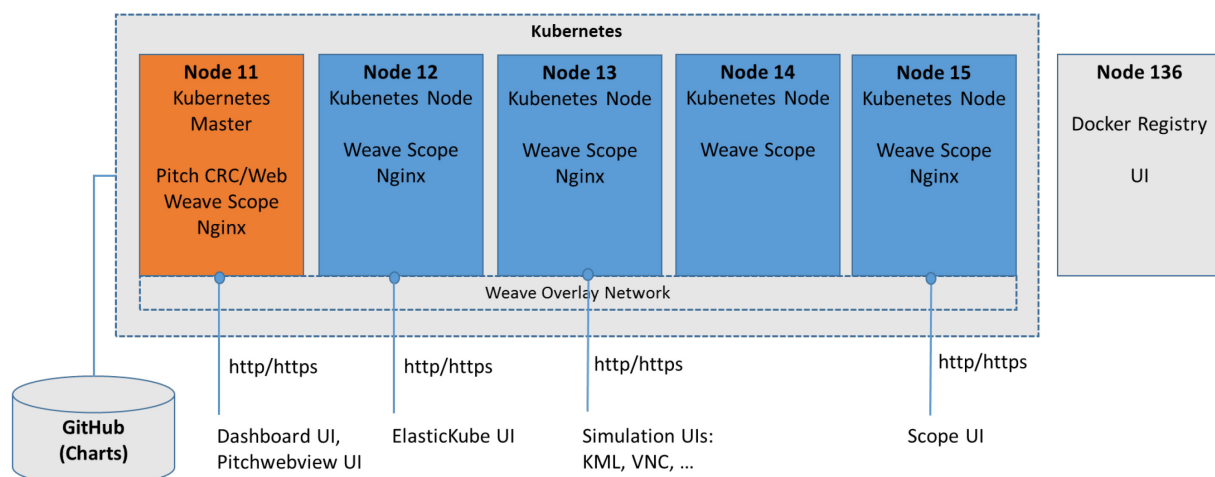 Kubernetes
Node 11
Kubernetes
Master
Pitch CRC/Web
Weave Scope
Nginx
Node 12
Kubenetes Node
Weave Scope
Nginx
Node 13
Kubenetes Node
Weave Scope
Nginx
Node 14
Kubenetes Node
Weave Scope
Node 15
Kubenetes Node
Weave Scope
Nginx
Node 136
Docker Registry
UI
Weave Overlay Network
http/https
http/https
http/https
http/https
GitHub
(Charts)
Dashboard UI,
Pitchwebview UI
ElasticKube UI
Simulation UIs:
KML, VNC, ...
Scope UI